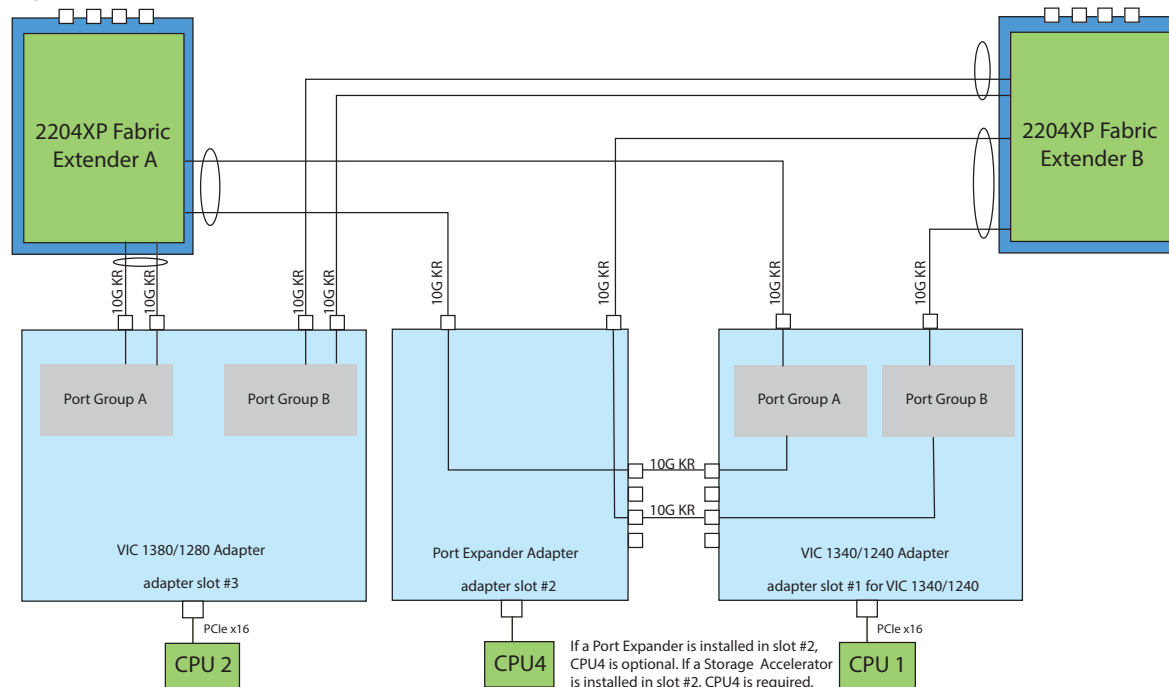 2204XP Fabric
Extender A
2204XP Fabric
Extender B
10G KR
10G KR
10G KR
10G KR
10G KR
10G KR
10G KR
10G KR
Port Group A
Port Group B
Port Group A
Port Group B
10G KR
10G KR
VIC 1380/1280 Adapter
adapter slot #3
Port Expander Adapter
adapter slot #2
VIC 1340/1240 Adapter
adapter slot #1 for VIC 1340/1240
PCIe x16
PCIe x16
CPU 2
CPU4
If a Port Expander is installed in slot #2,
CPU4 is optional. If a Storage Accelerator
is installed in slot #2, CPU4 is required.
CPU 1